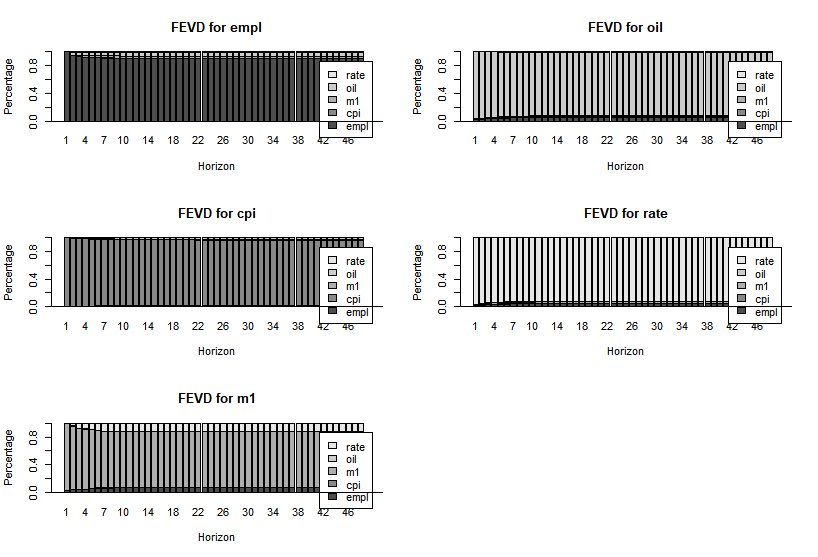 FEVD for empl
Percentage
0.0 0.4 0.8
rate
oil
m1
cpi
empl
1 4 7 10 14 18 22 26 30 34 38 42 46
Horizon
FEVD for oil
Percentage
0.0 0.4 0.8
rate
oil
m1
cpi
empl
1 4 7 10 14 18 22 26 30 34 38 42 46
Horizon
FEVD for cpi
Percentage
0.0 0.4 0.8
rate
oil
m1
cpi
empl
1 4 7 10 14 18 22 26 30 34 38 42 46
Horizon
FEVD for rate
Percentage
0.0 0.4 0.8
rate
oil
m1
cpi
empl
1 4 7 10 14 18 22 26 30 34 38 42 46
Horizon
FEVD for m1
Percentage
0.0 0.4 0.8
rate
oil
m1
cpi
empl
1 4 7 10 14 18 22 26 30 34 38 42 46
Horizon